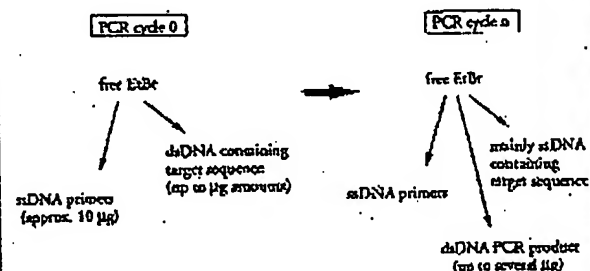 PCR cycle 0
free EtBr
dsDNA containing
target sequence
(up to µg amounts)
ssDNA primers
(approx. 10 µg)
PCR cycle n
free EtBr
mainly ssDNA
containing
target sequence
ssDNA primers
dsDNA PCR product
(up to several µg)